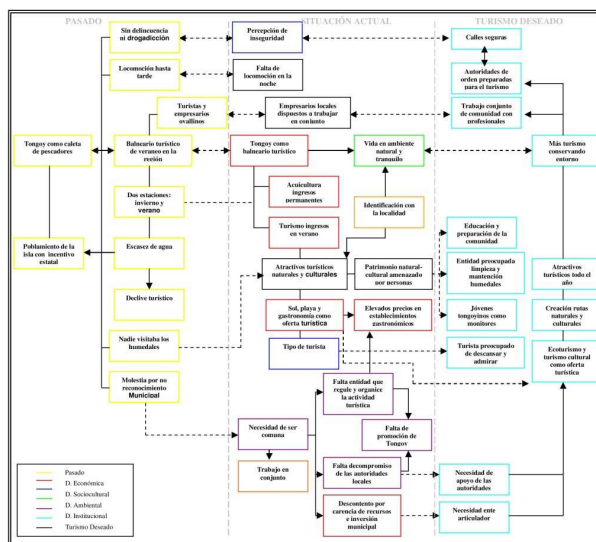 PASADO
SITUACIÓN ACTUAL
TURISMO DESEADO
Sin delincuencia
ni drogadicción
Percepción de
inseguridad
Calles seguras
Locomoción hasta
tarde
Falta de
locomoción en la
noche
Autoridades de
orden preparadas
para el turismo
Turistas y
empresarios
ovallinos
Empresarios locales
dispuestos a trabajar
en conjunto
Trabajo conjunto
de comunidad con
profesionales
Tongoy como caleta
de pescadores
Balneario turístico
de verano en la
región
Tongoy como
balneario turístico
Vida en ambiente
natural y
tranquilo
Más turismo
conservando
entorno
Acuicultura
ingresos
permanentes
Dos estaciones:
invierno y
verano
Identificación con
la localidad
Turismo ingresos
en verano
Educación y
preparación de la
comunidad
Poblamiento de la
isla con incentivo
estatal
Escasez de agua
Atractivos turísticos
naturales y culturales
Patrimonio natural-
cultural amenazado por
personas
Entidad preocupada
limpieza y
mantención
humedales
Atractivos
turísticos todo el
año
Declive turístico
Sol, playa y
gastronomía como
oferta turística
Elevados precios en
establecimientos
gastronómicos
Jóvenes
tongoyinos como
monitores
Creación rutas
naturales y
culturales
Nadie visitaba los
humedales
Tipo de turista
Turista preocupado
de descansar y
admirar
Ecoturismo y
turismo cultural
como oferta
turística
Molestia por no
reconocimiento
Municipal
Falta entidad que
regule y organice
la actividad
turística
Necesidad de ser
comuna
Falta de
promoción de
Tongoy
Trabajo en
conjunto
Falta decompromiso
de las autoridades
locales
Necesidad de
apoyo de las
autoridades
Descontento por
carencia de recursos
e inversión
municipal
Necesidad ente
articulador
Pasado
D. Económica
D. Sociocultural
D. Ambiental
D. Institucional
Turismo Deseado